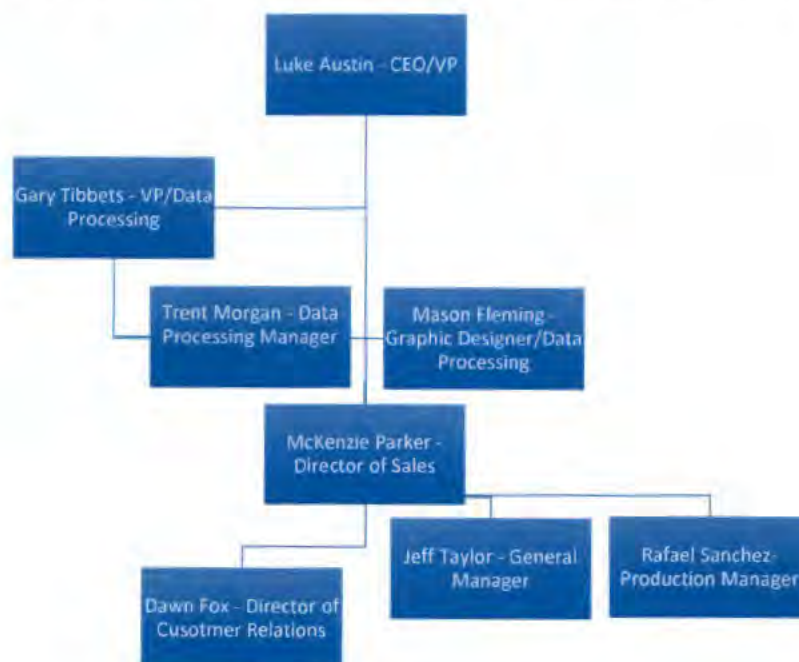 Luke Austin - CEO/VP
Gary Tibbets - VP/Data
Processing
Trent Morgan - Data
Processing Manager
Mason Fleming -
Graphic Designer/Data
Processing
McKenzie Parker -
Director of Sales
Jeff Taylor - General
Manager
Rafael Sanchez-
Production Manager
Dawn Fox - Director of
Cusotmer Relations